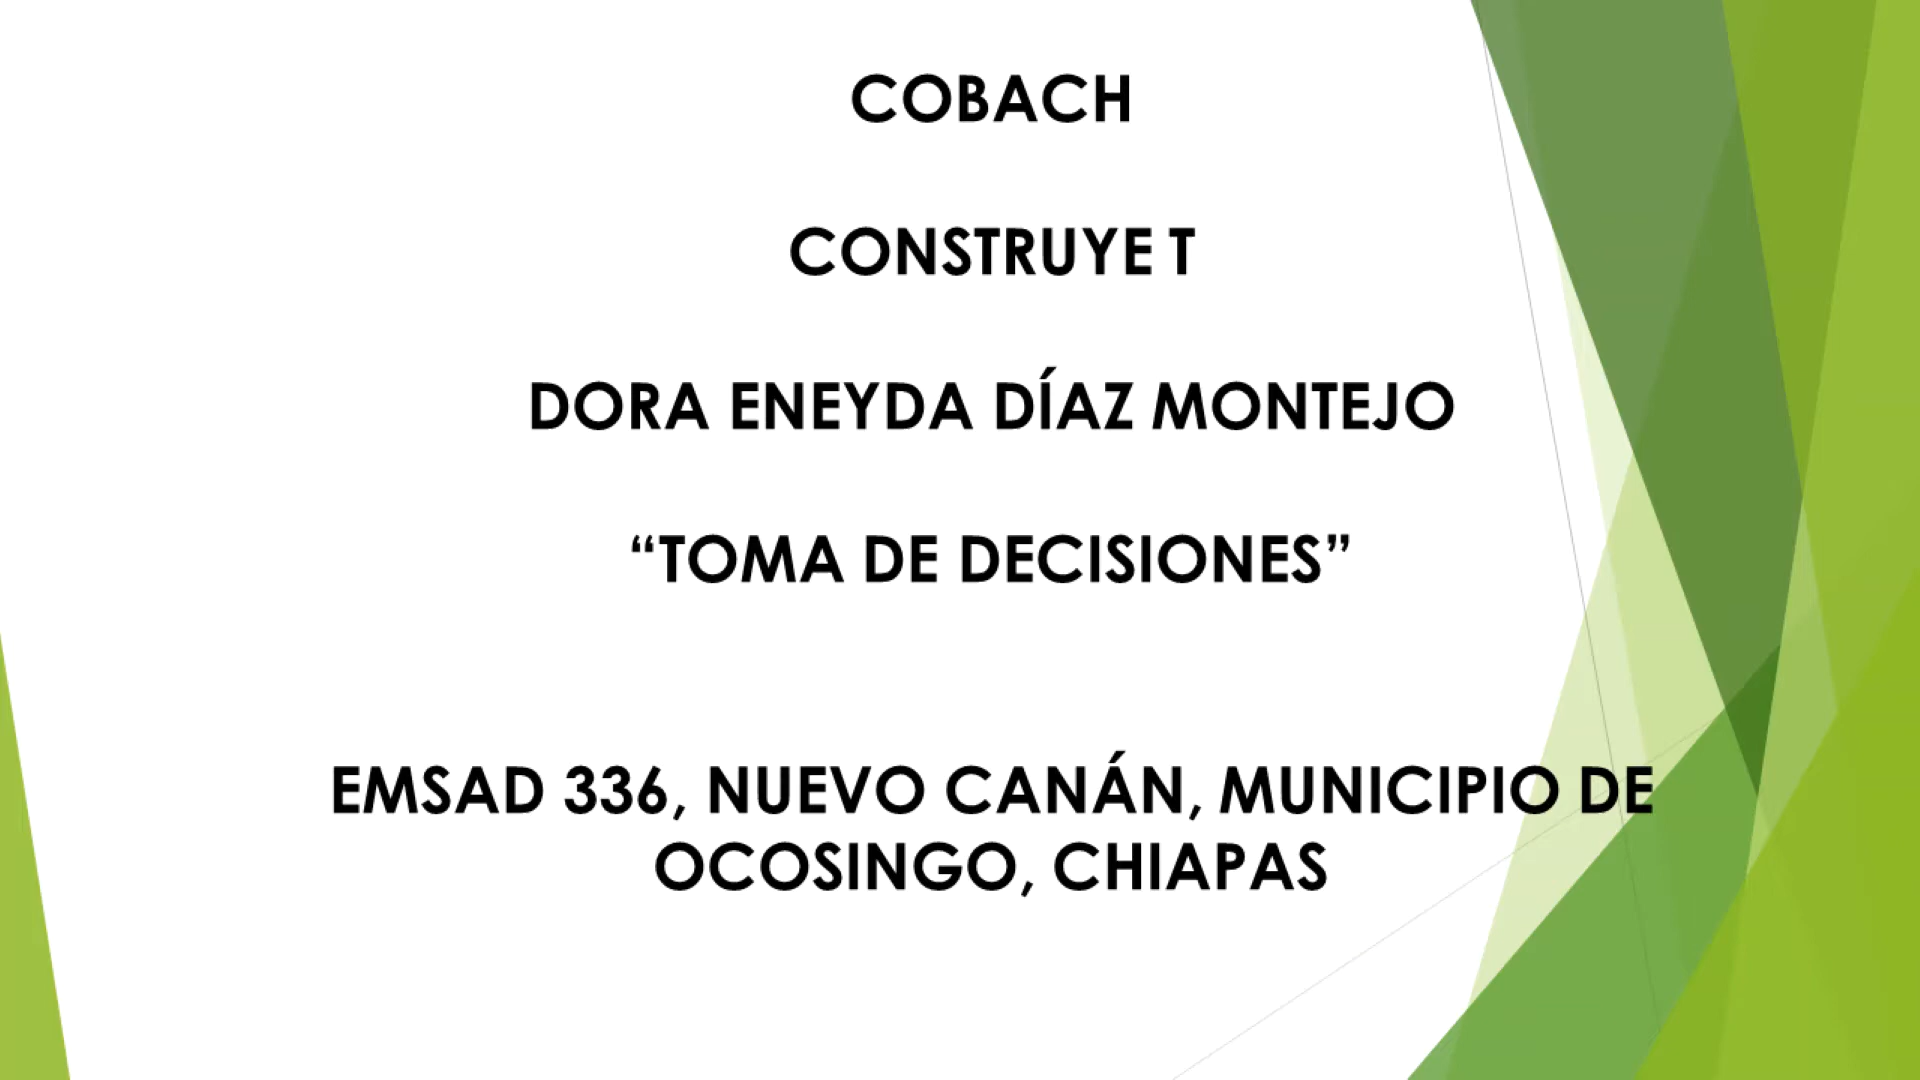 COBACH
CONSTRUYE T
DORA ENEYDA DÍAZ MONTEJO
“TOMA DE DECISIONES”
EMSAD 336, NUEVO CANÁN, MUNICIPIO DE
OCOSINGO, CHIAPAS